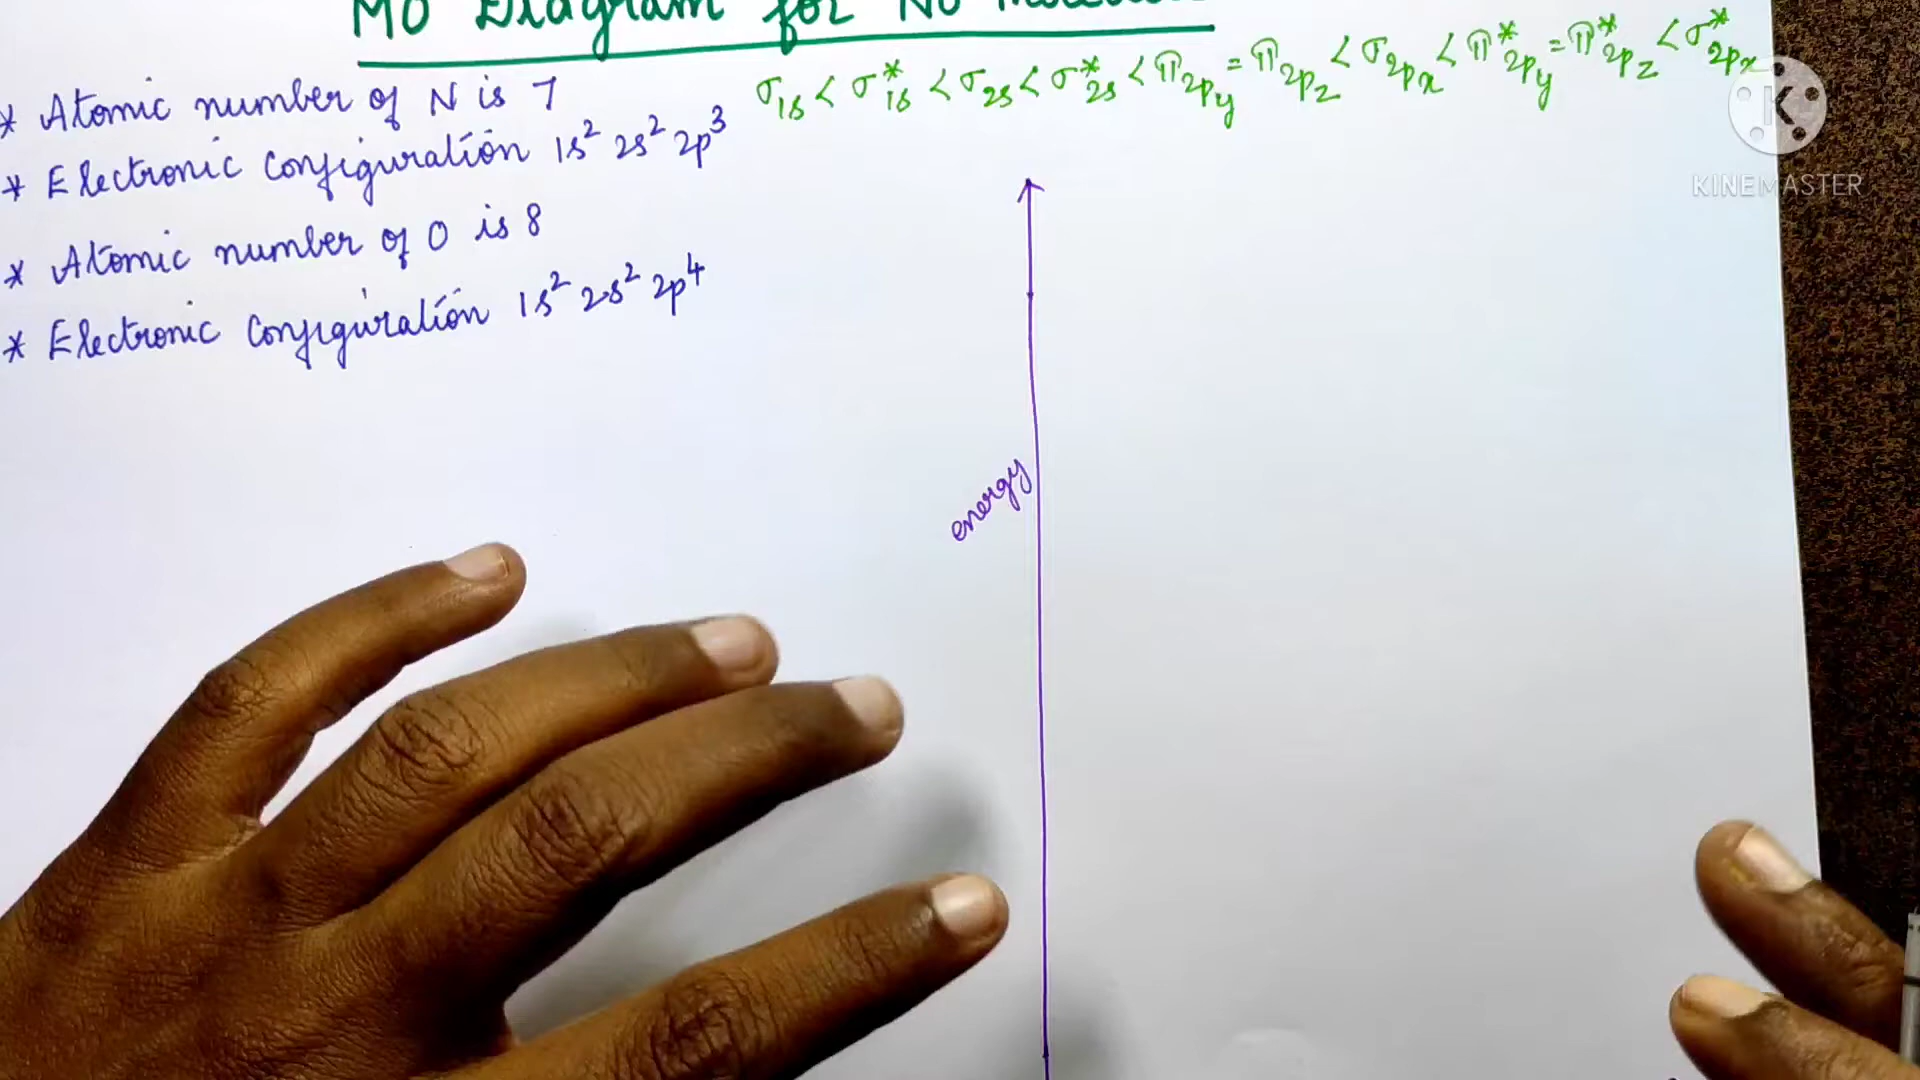 MO Diagram for NO molecule
* Atomic number of N is 7
* Electronic Configuration 1s² 2s² 2p³
* Atomic number of O is 8
* Electronic Configuration 1s² 2s² 2p⁴
σ1s < σ*1s < σ2s < σ*2s < π2py = π2pz < σ2px < π*2py = π*2pz < σ*2px
energy
K
KINEMASTER